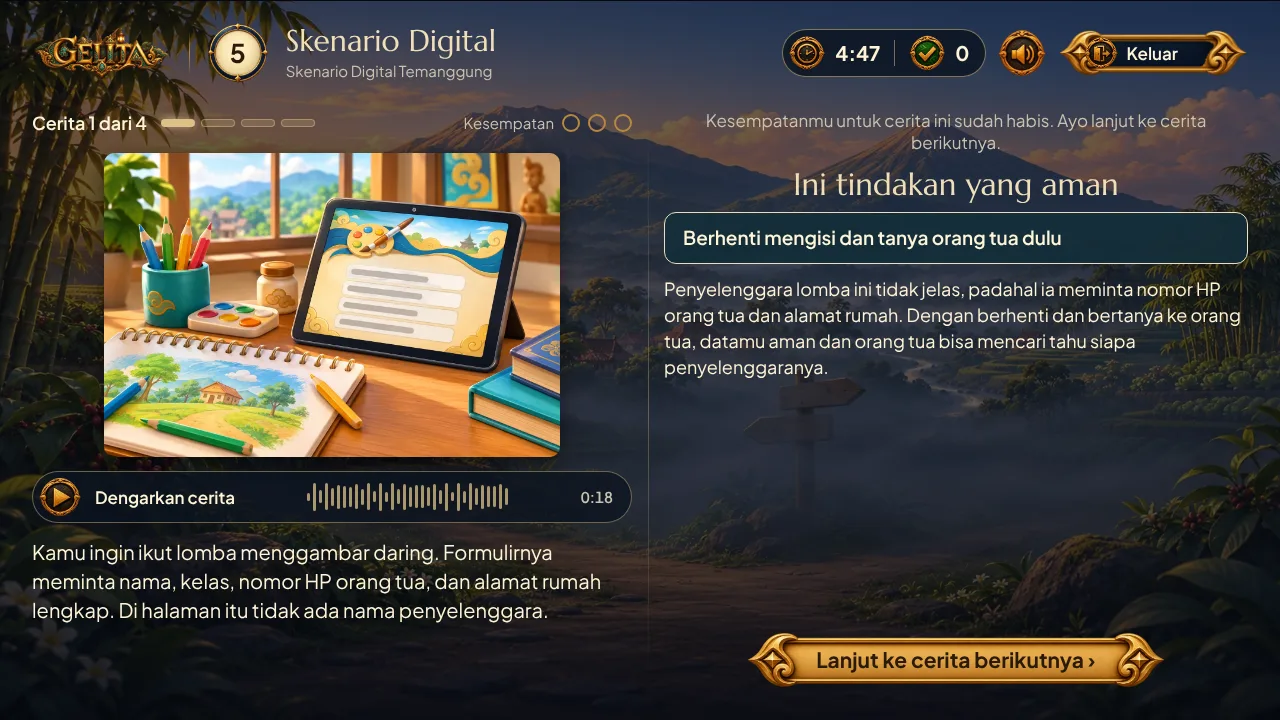 GELITA
5
Skenario Digital
Skenario Digital Temanggung
4:47
0
Keluar
Cerita 1 dari 4
Kesempatan
Dengarkan cerita
0:18
Kamu ingin ikut lomba menggambar daring. Formulirnya
meminta nama, kelas, nomor HP orang tua, dan alamat rumah
lengkap. Di halaman itu tidak ada nama penyelenggara.
Kesempatanmu untuk cerita ini sudah habis. Ayo lanjut ke cerita
berikutnya.
Ini tindakan yang aman
Berhenti mengisi dan tanya orang tua dulu
Penyelenggara lomba ini tidak jelas, padahal ia meminta nomor HP
orang tua dan alamat rumah. Dengan berhenti dan bertanya ke orang
tua, datamu aman dan orang tua bisa mencari tahu siapa
penyelenggaranya.
Lanjut ke cerita berikutnya ›